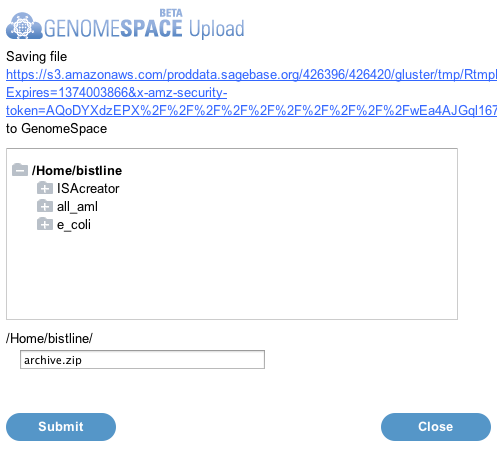 BETA
GENOMESPACE Upload
Saving file
https://s3.amazonaws.com/proddata.sagebase.org/426396/426420/gluster/tmp/Rtmpl
Expires=1374003866&x-amz-security-
token=AQoDYXdzEPX%2F%2F%2F%2F%2F%2F%2F%2F%2F%2FwEa4AJGql167
to GenomeSpace
/Home/bistline
ISAcreator
all_aml
e_coli
/Home/bistline/
archive.zip
Submit Close